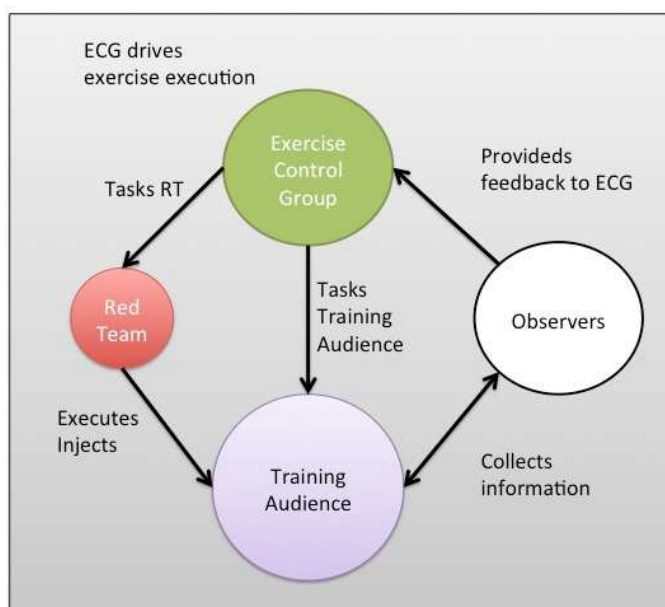 ECG drives
exercise execution
Exercise
Control
Group
Provideds
feedback to ECG
Tasks RT
Tasks
Training
Audience
Red
Team
Observers
Executes
Injects
Training
Audience
Collects
information